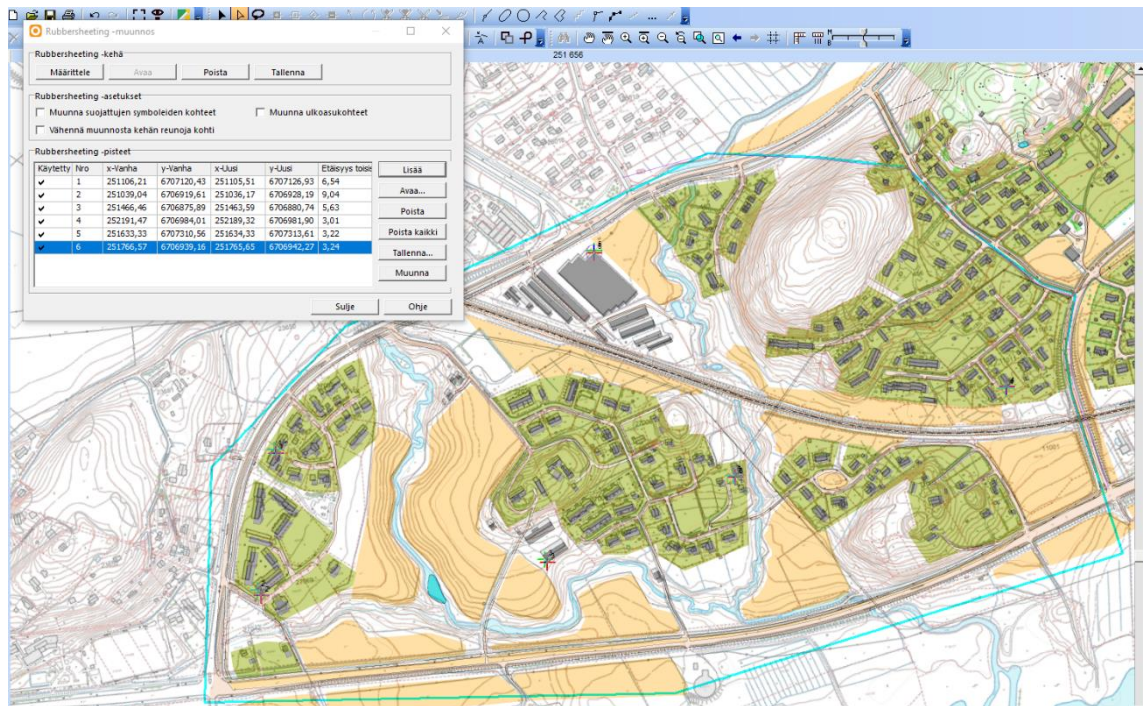 Rubbersheeting -muunnos
251 656
Rubbersheeting -kehä
Määrittele Avaa Poista Tallenna
Rubbersheeting -asetukset
Muunna suojattujen symboleiden kohteet Muunna ulkoasukohteet
Vähennä muunnosta kehän reunoja kohti
Rubbersheeting -pisteet
Käytetty Nro x-Vanha y-Vanha x-Uusi y-Uusi Etäisyys toisis
1 251106,21 6707120,43 251105,51 6707126,93 6,54
2 251039,04 6706919,61 251036,17 6706928,19 9,04
3 251466,46 6706875,89 251463,59 6706880,74 5,63
4 252191,47 6706984,01 252189,32 6706981,90 3,01
5 251633,33 6707310,56 251634,33 6707313,61 3,22
6 251766,57 6706939,16 251765,65 6706942,27 3,24
Lisää
Avaa...
Poista
Poista kaikki
Tallenna...
Muunna
Sulje Ohje